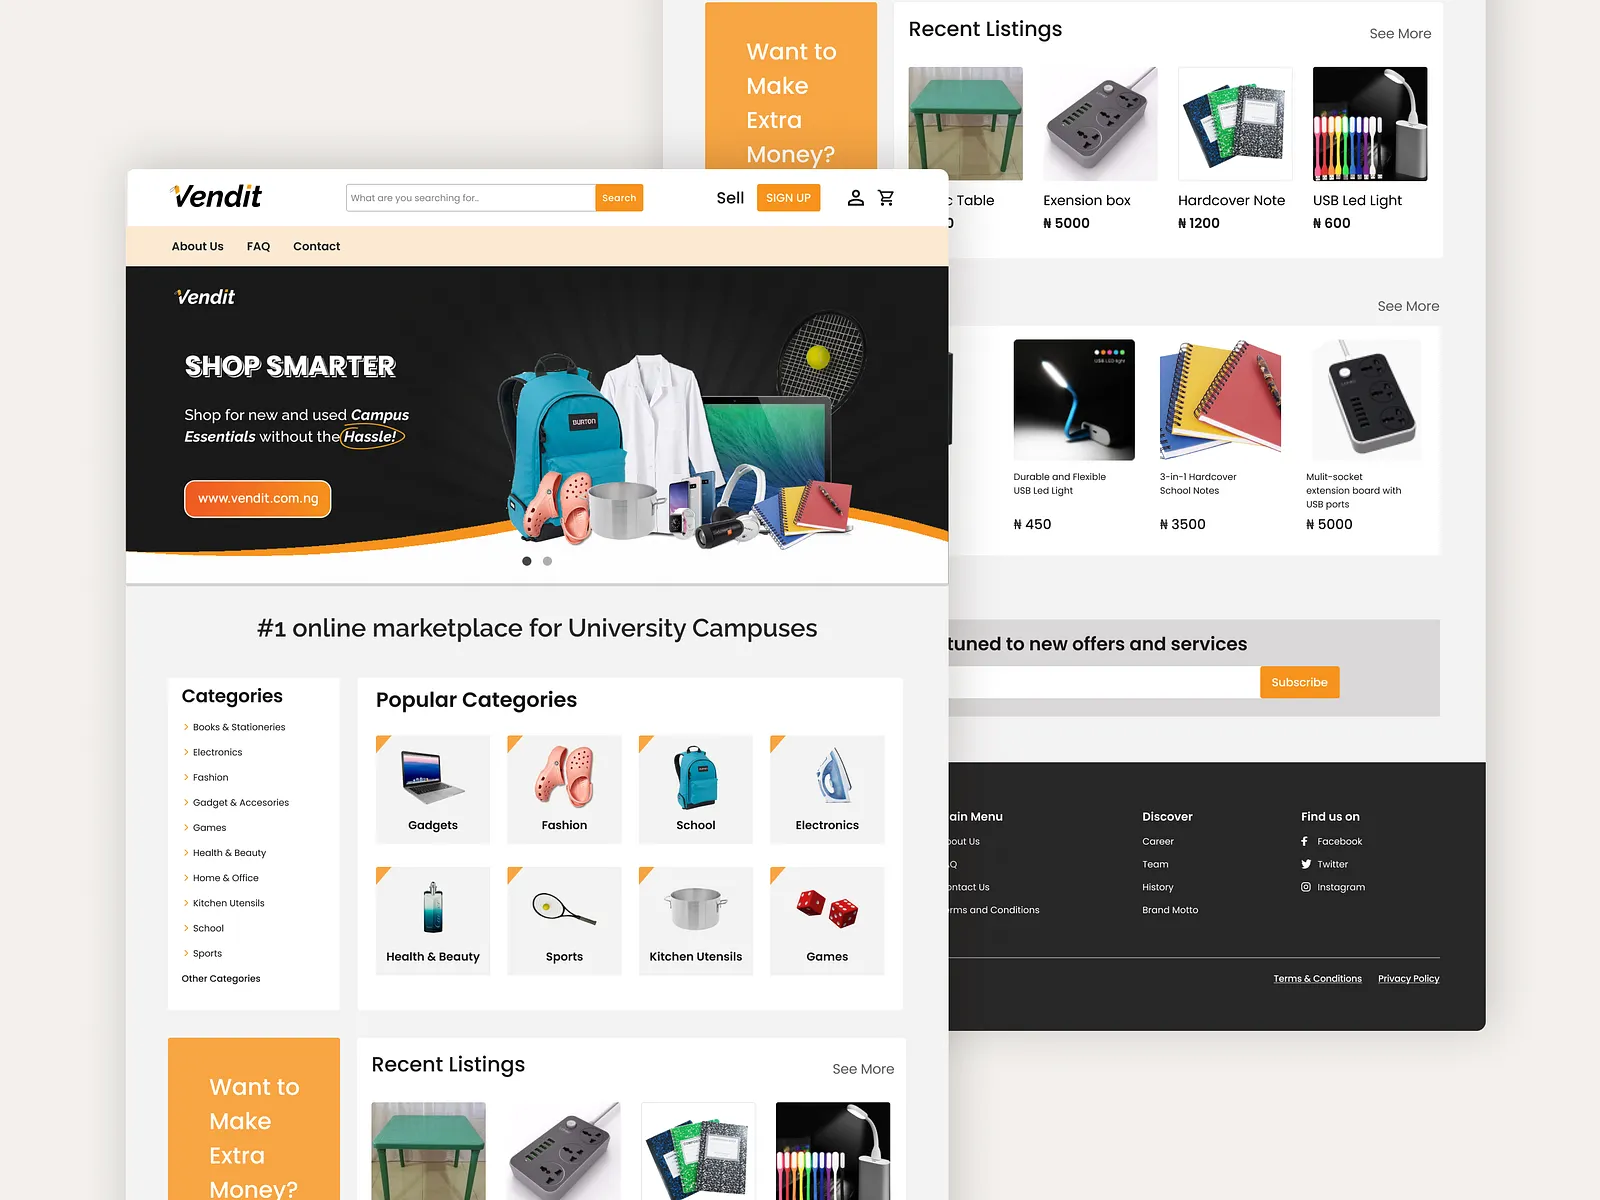 Want to
Make
Extra
Money?
Recent Listings
See More
c Table
0
Exension box
₦ 5000
Hardcover Note
₦ 1200
USB Led Light
₦ 600
See More
USB LED light
Durable and Flexible
USB Led Light
₦ 450
3-in-1 Hardcover
School Notes
₦ 3500
Mulit-socket
extension board with
USB ports
₦ 5000
tuned to new offers and services
Subscribe
ain Menu
out Us
Q
ontact Us
rms and Conditions
Discover
Career
Team
History
Brand Motto
Find us on
Facebook
Twitter
Instagram
Terms & Conditions
Privacy Policy
Vendit
What are you searching for..
Search
Sell
SIGN UP
About Us
FAQ
Contact
Vendit
SHOP SMARTER
Shop for new and used Campus
Essentials without the Hassle!
www.vendit.com.ng
BURTON
#1 online marketplace for University Campuses
Categories
Books & Stationeries
Electronics
Fashion
Gadget & Accesories
Games
Health & Beauty
Home & Office
Kitchen Utensils
School
Sports
Other Categories
Popular Categories
Gadgets
Fashion
School
Electronics
Health & Beauty
Sports
Kitchen Utensils
Games
Want to
Make
Extra
Money?
Recent Listings
See More